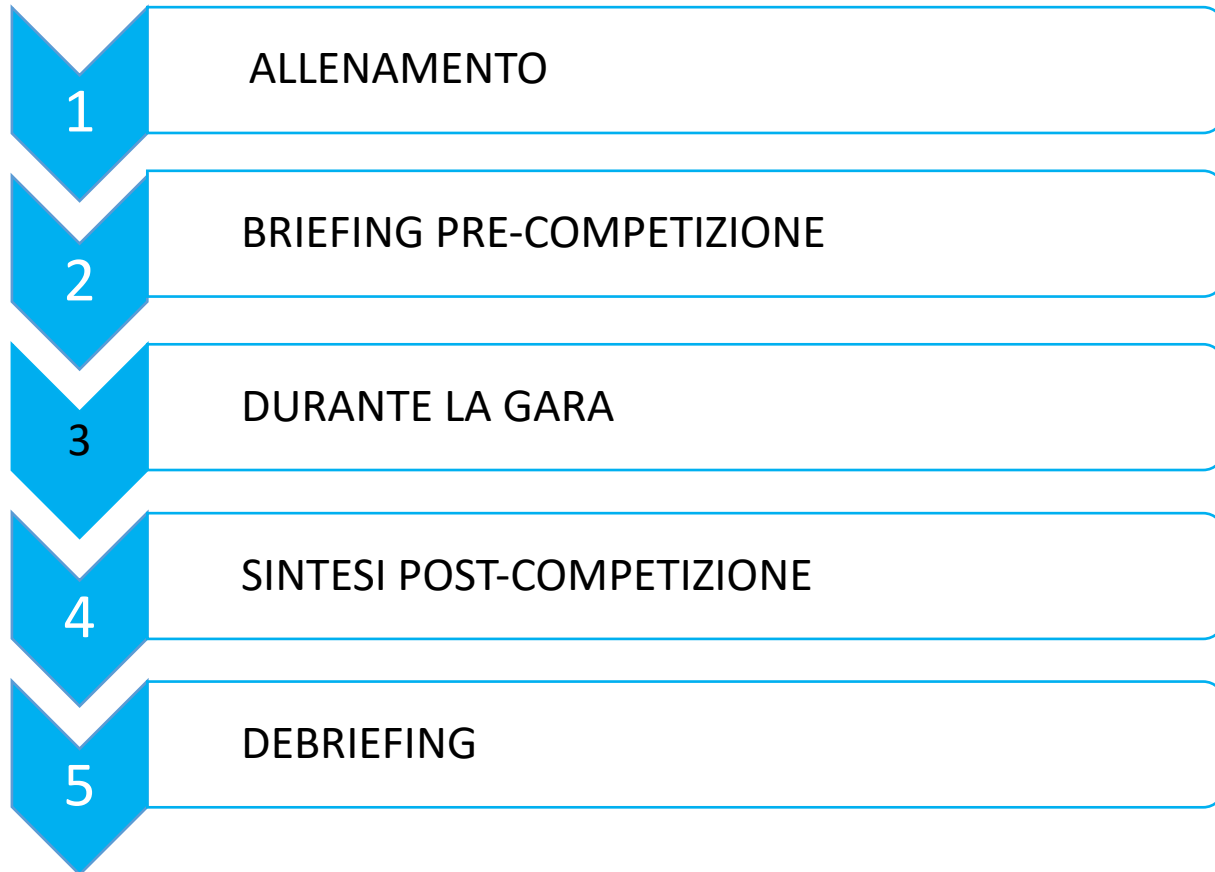 1
ALLENAMENTO
2
BRIEFING PRE-COMPETIZIONE
3
DURANTE LA GARA
4
SINTESI POST-COMPETIZIONE
5
DEBRIEFING